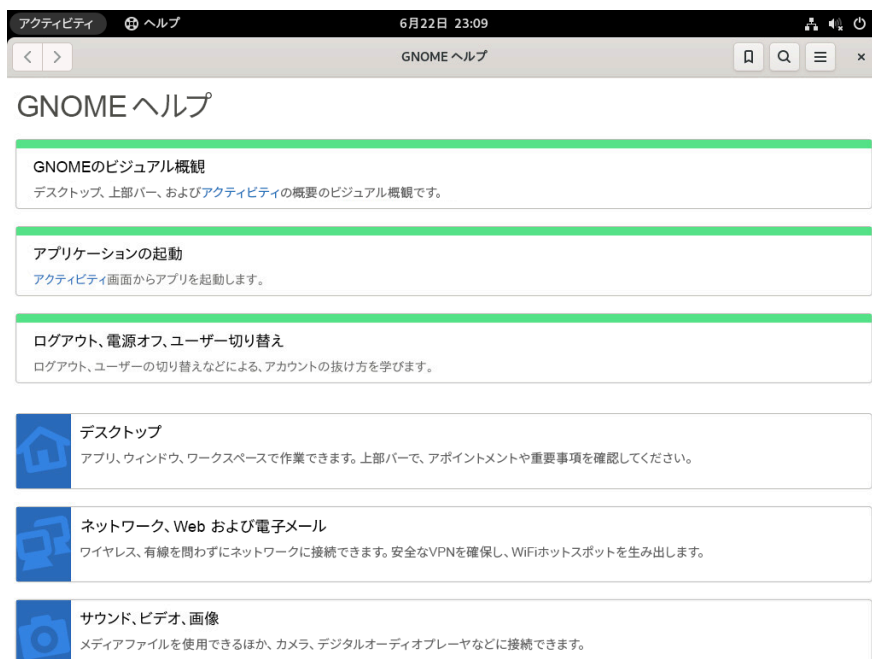 アクティビティ ヘルプ 6月22日 23:09
GNOME ヘルプ
GNOME ヘルプ
GNOMEのビジュアル概観
デスクトップ、上部バー、およびアクティビティの概要のビジュアル概観です。
アプリケーションの起動
アクティビティ画面からアプリを起動します。
ログアウト、電源オフ、ユーザー切り替え
ログアウト、ユーザーの切り替えなどによる、アカウントの抜け方を学びます。
デスクトップ
アプリ、ウィンドウ、ワークスペースで作業できます。上部バーで、アポイントメントや重要事項を確認してください。
ネットワーク、Web および電子メール
ワイヤレス、有線を問わずにネットワークに接続できます。安全なVPNを確保し、WiFiホットスポットを生み出します。
サウンド、ビデオ、画像
メディアファイルを使用できるほか、カメラ、デジタルオーディオプレーヤなどに接続できます。